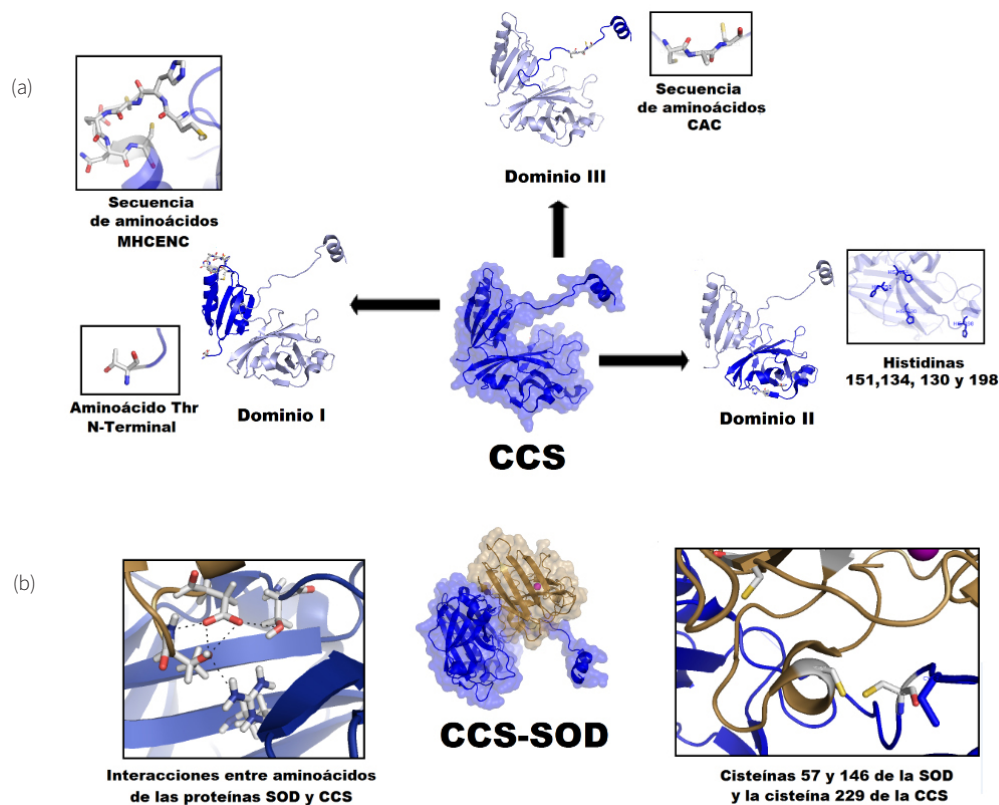 (a)
Secuencia
de aminoácidos
MHCENC
Secuencia
de aminoácidos
CAC
Dominio III
Aminoácido Thr
N-Terminal
Dominio I
CCS
Dominio II
Histidinas
151,134, 130 y 198
(b)
Interacciones entre aminoácidos
de las proteínas SOD y CCS
CCS-SOD
Cisteínas 57 y 146 de la SOD
y la cisteína 229 de la CCS